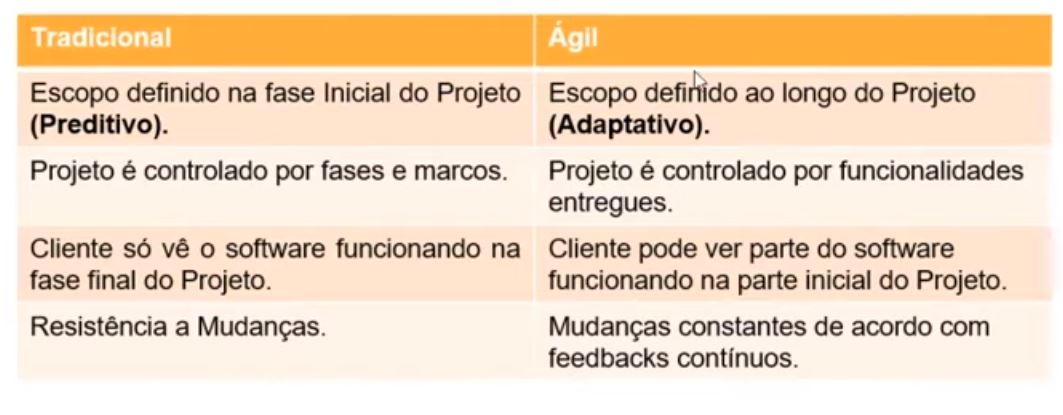 Tradicional
Ágil
Escopo definido na fase Inicial do Projeto
(Preditivo).
Escopo definido ao longo do Projeto
(Adaptativo).
Projeto é controlado por fases e marcos.
Projeto é controlado por funcionalidades
entregues.
Cliente só vê o software funcionando na
fase final do Projeto.
Cliente pode ver parte do software
funcionando na parte inicial do Projeto.
Resistência a Mudanças.
Mudanças constantes de acordo com
feedbacks contínuos.